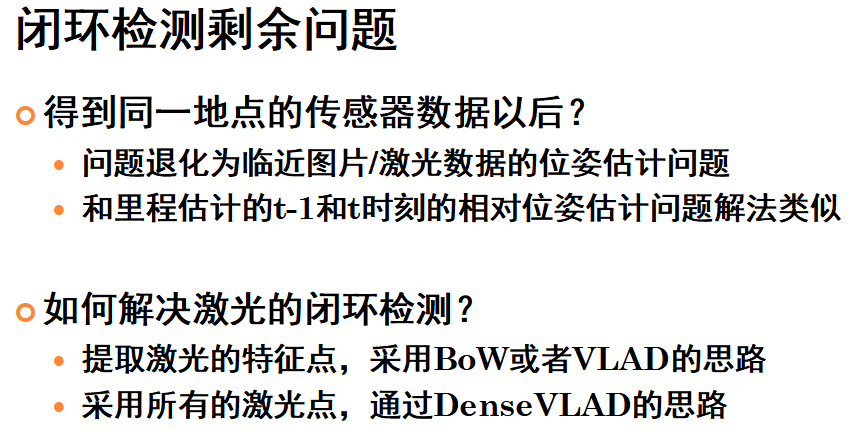 闭环检测剩余问题
得到同一地点的传感器数据以后？
问题退化为临近图片/激光数据的位姿估计问题
和里程估计的t-1和t时刻的相对位姿估计问题解法类似
如何解决激光的闭环检测？
提取激光的特征点，采用BoW或者VLAD的思路
采用所有的激光点，通过DenseVLAD的思路